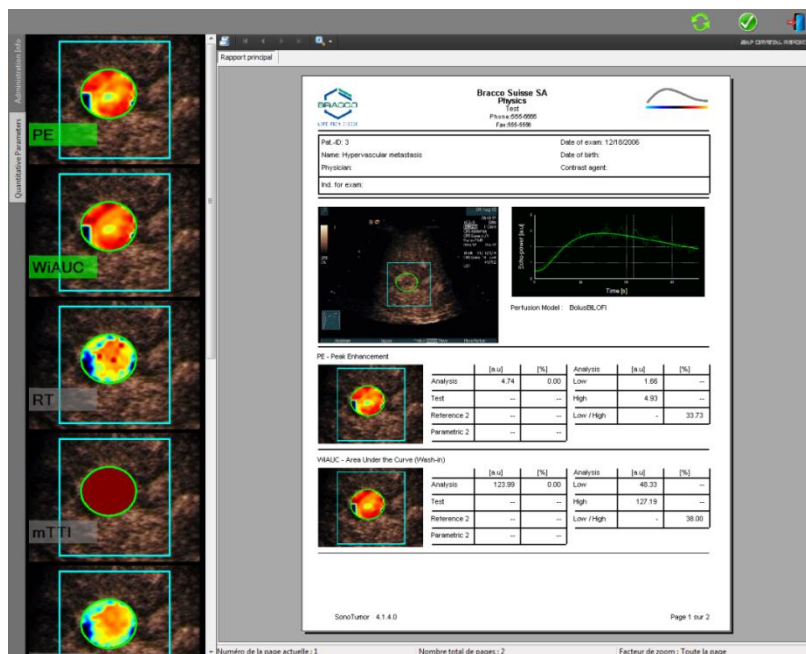 Administration Info
Quantitative Parameters
PE
WiAUC
RT
mTTI
Rapport principal
BRACCO
LIFE FROM INSIDE
Bracco Suisse SA
Physics
Test
Phone:555-5555
Fax:555-5556
Pat.-ID: 3
Date of exam: 12/18/2006
Name: Hypervascular metastasis
Date of birth:
Physician:
Contrast agent:
Ind. for exam:
Echo-power [a.u]
Time [s]
Perfusion Model : BolusBILOFI
PE - Peak Enhancement
[a.u] [%] Analysis [a.u] [%]
Analysis 4.74 0.00 Low 1.66 --
Test -- -- High 4.93 --
Reference 2 -- -- Low / High - 33.73
Parametric 2 -- --
WiAUC - Area Under the Curve (Wash-in)
[a.u] [%] Analysis [a.u] [%]
Analysis 123.99 0.00 Low 48.33 --
Test -- -- High 127.19 --
Reference 2 -- -- Low / High - 38.00
Parametric 2 -- --
SonoTumor 4.1.4.0
Page 1 sur 2
Numéro de la page actuelle : 1
Nombre total de pages : 2
Facteur de zoom : Toute la page